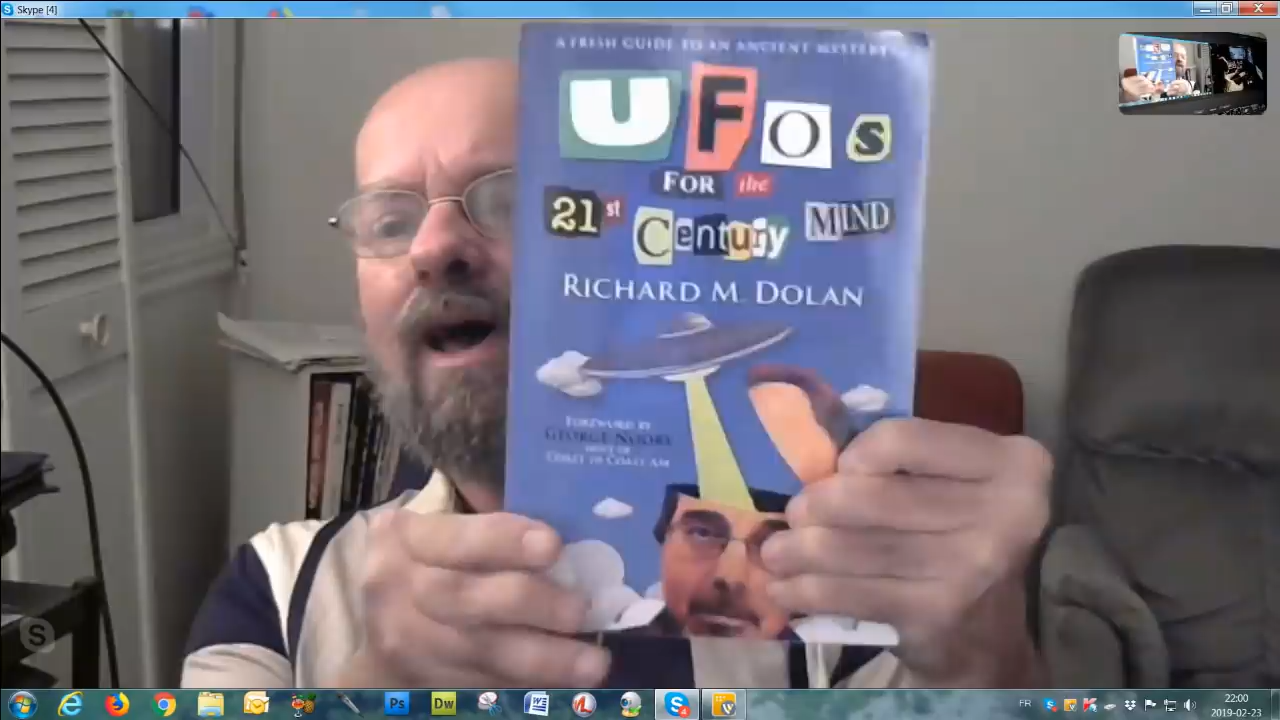 Skype [4]
A FRESH GUIDE TO AN ANCIENT MYSTERY
UFOs
FOR the
21st Century MIND
RICHARD M. DOLAN
FOREWORD BY
GEORGE NOORY
HOST OF
COAST TO COAST AM
FR
22:00
2019-02-23